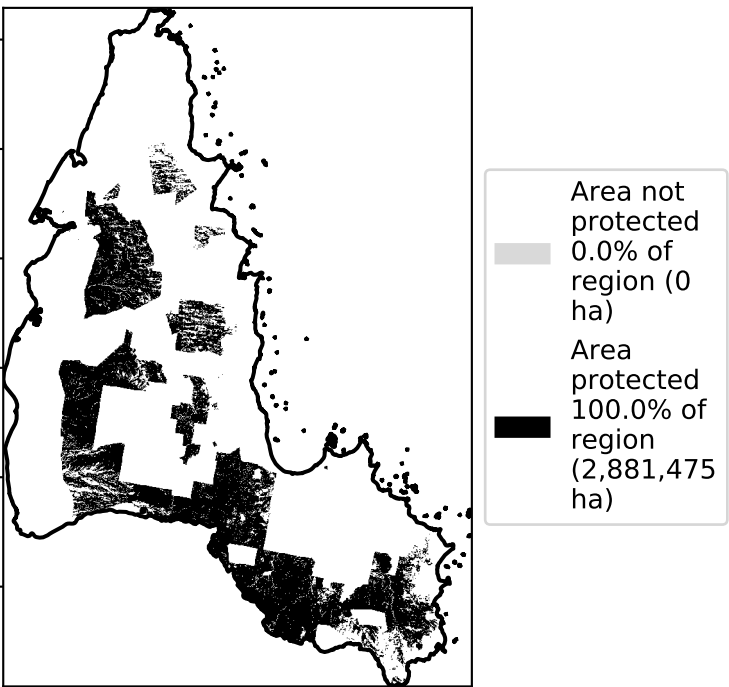 Area not
protected
0.0% of
region (0
ha)
Area
protected
100.0% of
region
(2,881,475
ha)